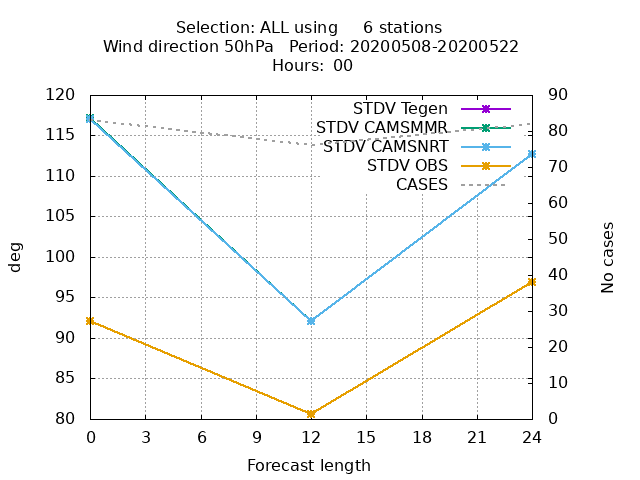 Selection: ALL using     6 stations
Wind direction 50hPa   Period: 20200508-20200522
Hours:  00
120
115
110
105
100
95
90
85
80
90
80
70
60
50
40
30
20
10
0
STDV Tegen
STDV CAMSMMR
STDV CAMSNRT
STDV OBS
CASES
deg
No cases
0 3 6 9 12 15 18 21 24
Forecast length